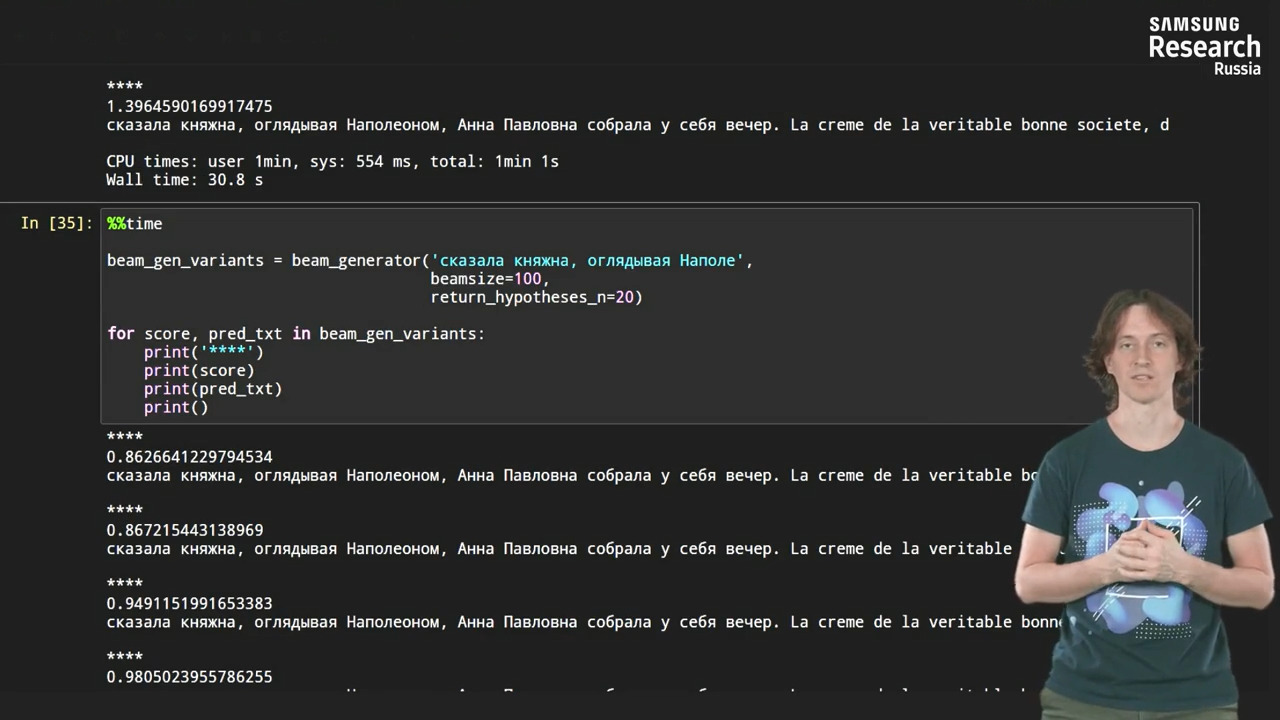 SAMSUNG
Research
Russia
****
1.3964590169917475
сказала княжна, оглядывая Наполеоном, Анна Павловна собрала у себя вечер. La creme de la veritable bonne societe, d
CPU times: user 1min, sys: 554 ms, total: 1min 1s
Wall time: 30.8 s
In [35]:
%%time
beam_gen_variants = beam_generator('сказала княжна, оглядывая Наполе',
beamsize=100,
return_hypotheses_n=20)
for score, pred_txt in beam_gen_variants:
print('****')
print(score)
print(pred_txt)
print()
****
0.8626641229794534
сказала княжна, оглядывая Наполеоном, Анна Павловна собрала у себя вечер. La creme de la veritable bo
****
0.867215443138969
сказала княжна, оглядывая Наполеоном, Анна Павловна собрала у себя вечер. La creme de la veritable
****
0.9491151991653383
сказала княжна, оглядывая Наполеоном, Анна Павловна собрала у себя вечер. La creme de la veritable bonne
****
0.9805023955786255